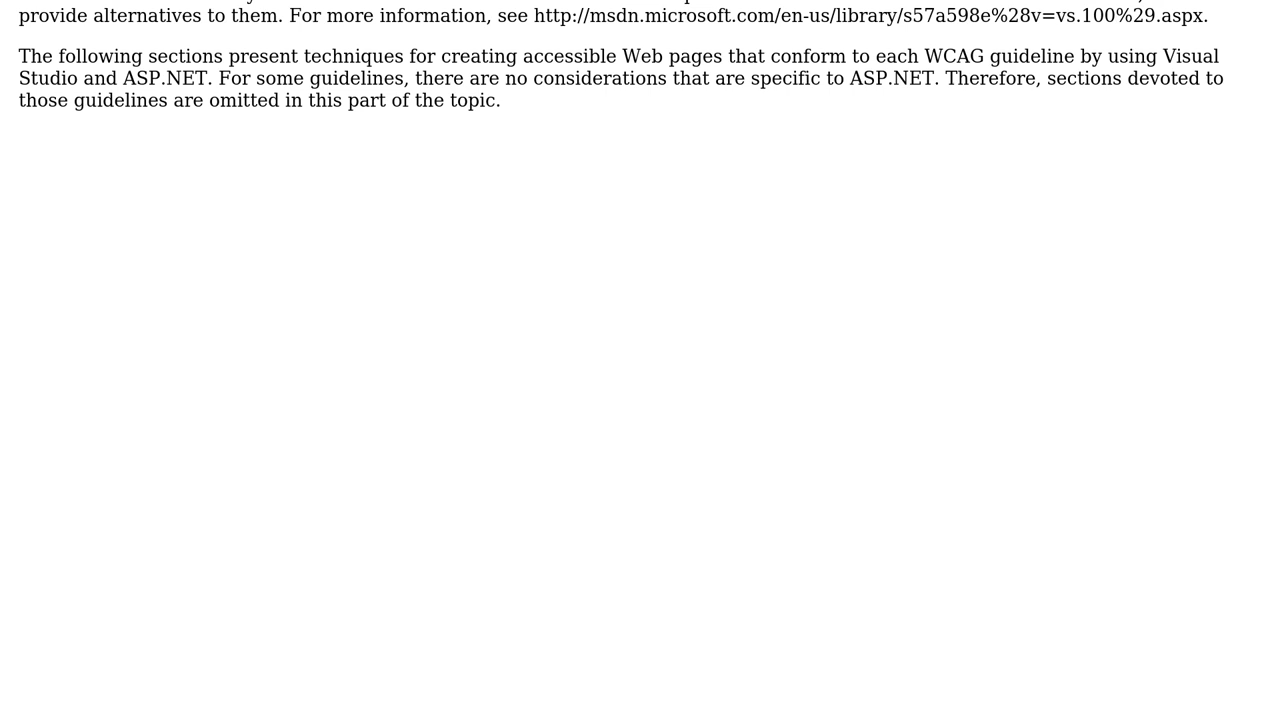 provide alternatives to them. For more information, see http://msdn.microsoft.com/en-us/library/s57a598e%28v=vs.100%29.aspx.
The following sections present techniques for creating accessible Web pages that conform to each WCAG guideline by using Visual
Studio and ASP.NET. For some guidelines, there are no considerations that are specific to ASP.NET. Therefore, sections devoted to
those guidelines are omitted in this part of the topic.